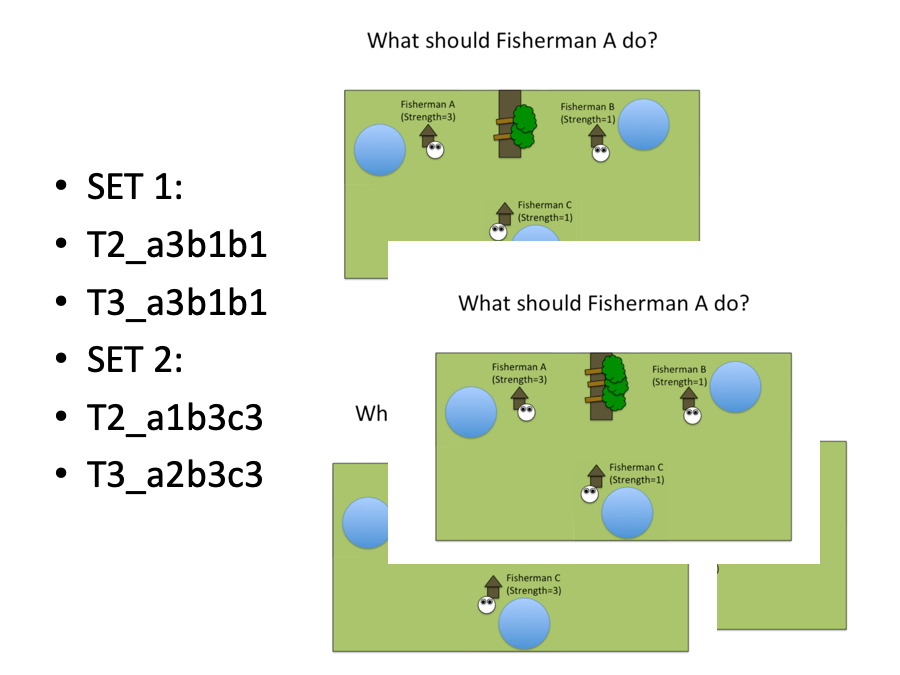 What should Fisherman A do?
Fisherman A
(Strength=3)
Fisherman B
(Strength=1)
Fisherman C
(Strength=1)
• SET 1:
• T2_a3b1b1
• T3_a3b1b1
• SET 2:
• T2_a1b3c3
• T3_a2b3c3
What should Fisherman A do?
Fisherman A
(Strength=3)
Fisherman B
(Strength=1)
Fisherman C
(Strength=1)
Wh
Fisherman C
(Strength=3)
)